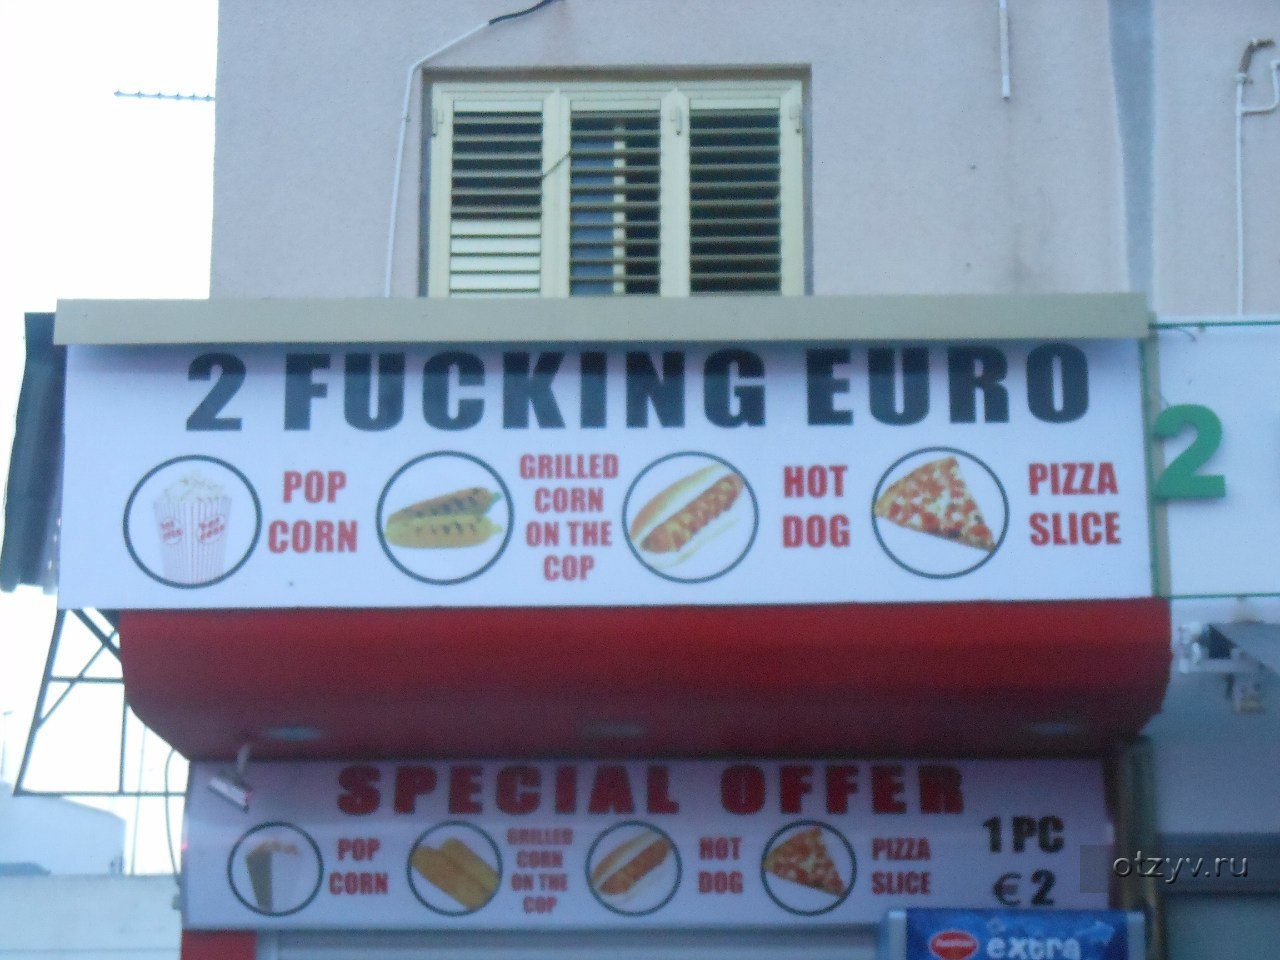 2 FUCKING EURO
POP
CORN
GRILLED
CORN
ON THE
COP
HOT
DOG
PIZZA
SLICE
2
SPECIAL OFFER
POP
CORN
GRILLED
CORN
ON THE
COP
HOT
DOG
PIZZA
SLICE
1 PC
€ 2
otzyv.ru
extra